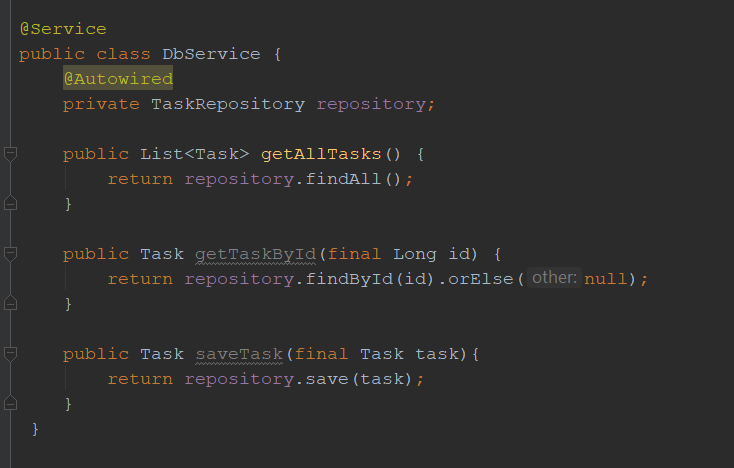 @Service
public class DbService {
@Autowired
private TaskRepository repository;
public List<Task> getAllTasks() {
return repository.findAll();
}
public Task getTaskById(final Long id) {
return repository.findById(id).orElse( other: null);
}
public Task saveTask(final Task task){
return repository.save(task);
}
}